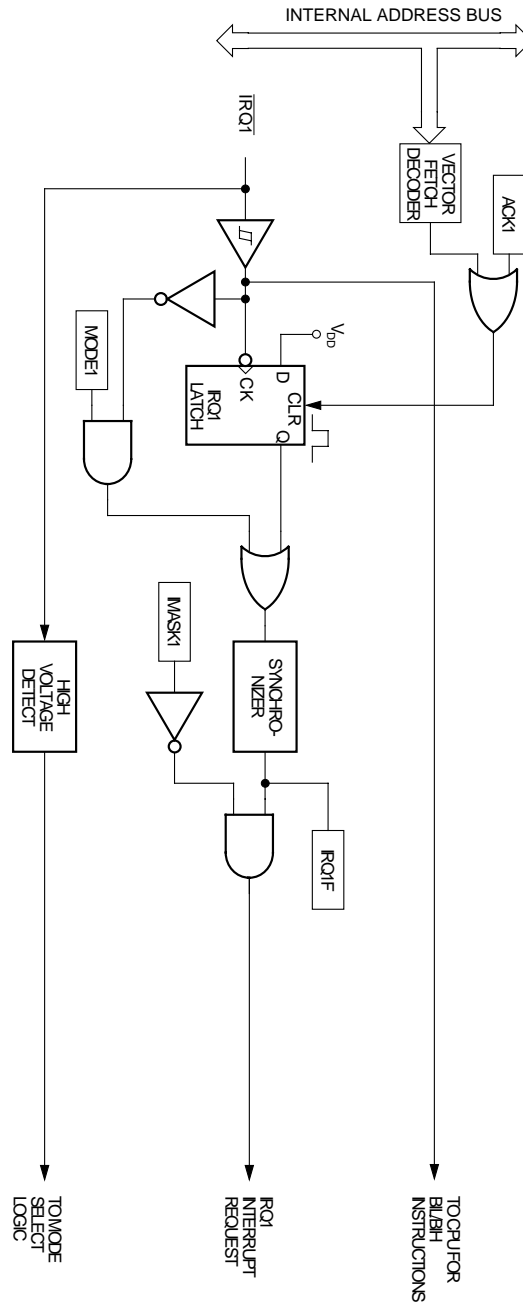 INTERNAL ADDRESS BUS
ACK1
VECTOR
FETCH
DECODER
IRQ1
VDD
D
CLR
Q
CK
IRQ1
LATCH
MODE1
IMASK1
SYNCHRO-
NIZER
IRQ1F
HIGH
VOLTAGE
DETECT
TO CPU FOR
BIL/BIH
INSTRUCTIONS
IRQ1
INTERRUPT
REQUEST
TO MODE
SELECT
LOGIC